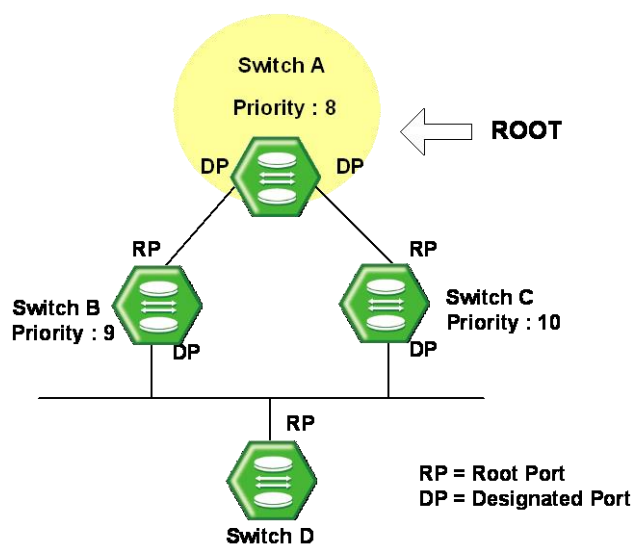 Switch A
Priority : 8
ROOT
DP
DP
RP
RP
Switch B
Priority : 9
Switch C
Priority : 10
DP
DP
RP
RP = Root Port
DP = Designated Port
Switch D